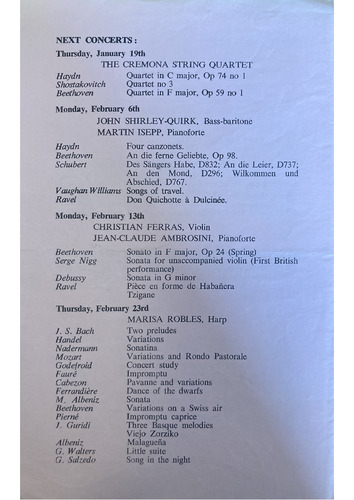 NEXT CONCERTS:
Thursday, January 19th
THE CREMONA STRING QUARTET
Haydn Quartet in C major, Op 74 no 1
Shostakovitch Quartet no 3
Beethoven Quartet in F major, Op 59 no 1
Monday, February 6th
JOHN SHIRLEY-QUIRK, Bass-baritone
MARTIN ISEPP, Pianoforte
Haydn Four canzonets.
Beethoven An die ferne Geliebte, Op 98.
Schubert Des Sängers Habe, D832; An die Leier, D737;
An den Mond, D296; Wilkommen und
Abschied, D767.
Vaughan Williams Songs of travel.
Ravel Don Quichotte à Dulcinée.
Monday, February 13th
CHRISTIAN FERRAS, Violin
JEAN-CLAUDE AMBROSINI, Pianoforte
Beethoven Sonato in F major, Op 24 (Spring)
Serge Nigg Sonata for unaccompanied violin (First British
performance)
Debussy Sonata in G minor
Ravel Pièce en forme de Habañera
Tzigane
Thursday, February 23rd
MARISA ROBLES, Harp
J. S. Bach Two preludes
Handel Variations
Nadermann Sonatina
Mozart Variations and Rondo Pastorale
Godefroid Concert study
Fauré Impromptu
Cabezon Pavanne and variations
Ferrandière Dance of the dwarfs
M. Albeniz Sonata
Beethoven Variations on a Swiss air
Pierné Impromptu caprice
J. Guridi Three Basque melodies
Viejo Zorziko
Albeniz Malagueña
G. Walters Little suite
G. Salzedo Song in the night